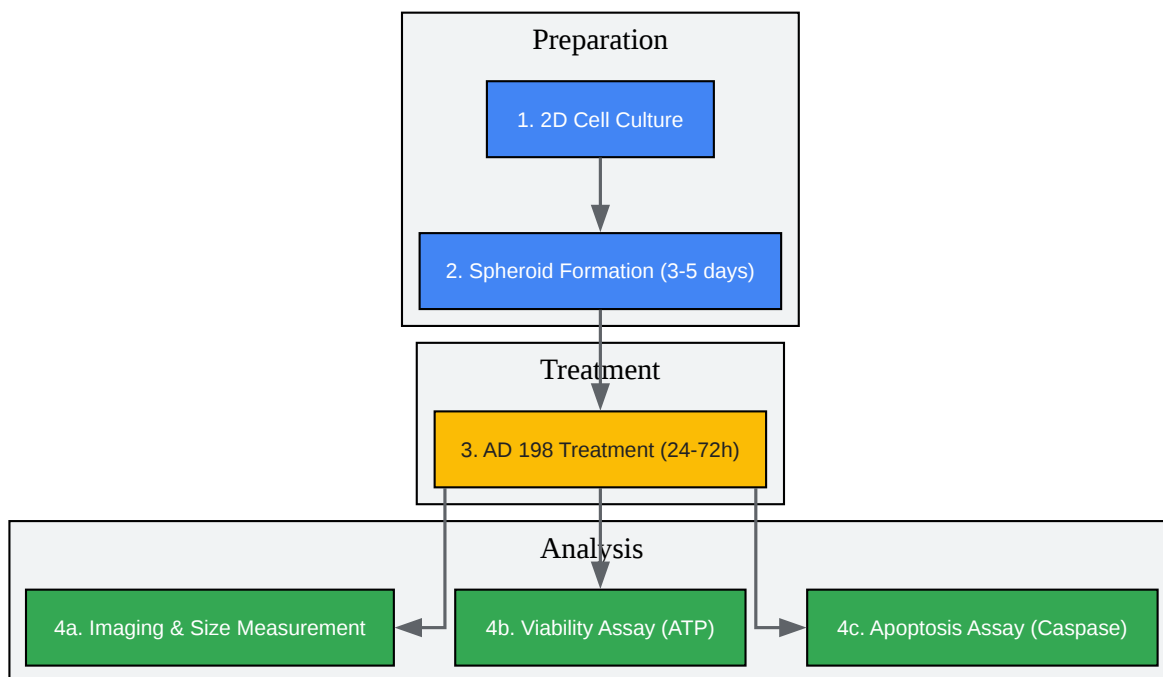 Preparation
1. 2D Cell Culture
2. Spheroid Formation (3-5 days)
Treatment
3. AD 198 Treatment (24-72h)
Analysis
4a. Imaging & Size Measurement
4b. Viability Assay (ATP)
4c. Apoptosis Assay (Caspase)